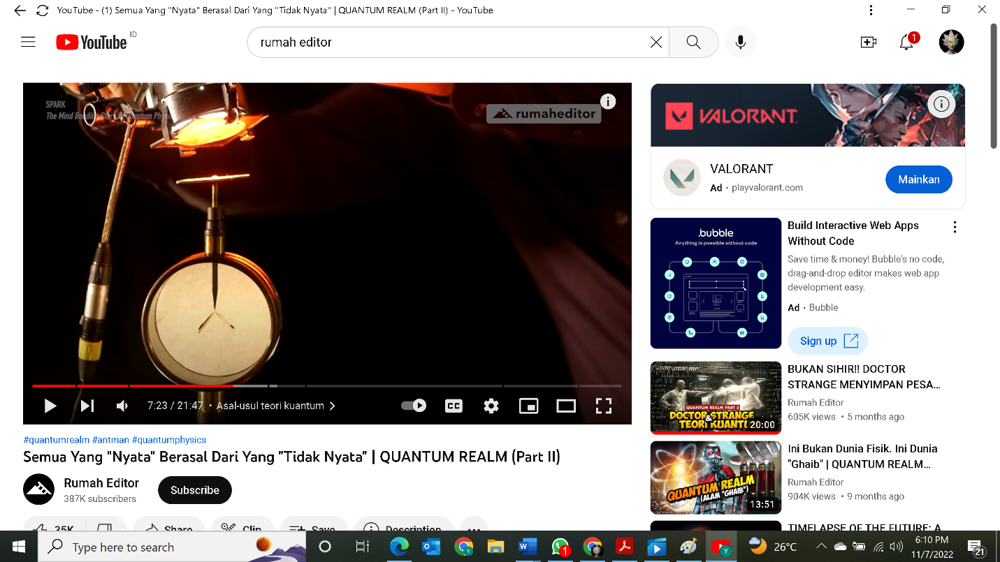 YouTube - (1) Semua Yang "Nyata" Berasal Dari Yang "Tidak Nyata" | QUANTUM REALM (Part II) - YouTube
YouTube ID
rumah editor
1
SPARK
The Mind Bending Story of Quantum Physics
rumaheditor
7:23 / 21:47 • Asal-usul teori kuantum
CC
#quantumrealm #antman #quantumphysics
Semua Yang "Nyata" Berasal Dari Yang "Tidak Nyata" | QUANTUM REALM (Part II)
Rumah Editor
387K subscribers
Subscribe
35K
Share
Clip
Save
Description
VALORANT
VALORANT
Ad · playvalorant.com
Mainkan
.bubble
Anything is possible without code
Build Interactive Web Apps
Without Code
Save time & money! Bubble's no code,
drag-and-drop editor makes web app
development easy.
Ad · Bubble
Sign up
QUANTUM REALM PART 3
DOCTOR STRANGE
& TEORI KUANTUM
20:00
BUKAN SIHIR!! DOCTOR
STRANGE MENYIMPAN PESA...
Rumah Editor
605K views • 5 months ago
QUANTUM REALM
(ALAM "GHAIB")
13:51
Ini Bukan Dunia Fisik. Ini Dunia
"Ghaib" | QUANTUM REALM...
Rumah Editor
904K views • 9 months ago
TIMELAPSE OF THE FUTURE: A
Type here to search
1
26°C
6:10 PM
11/7/2022
21